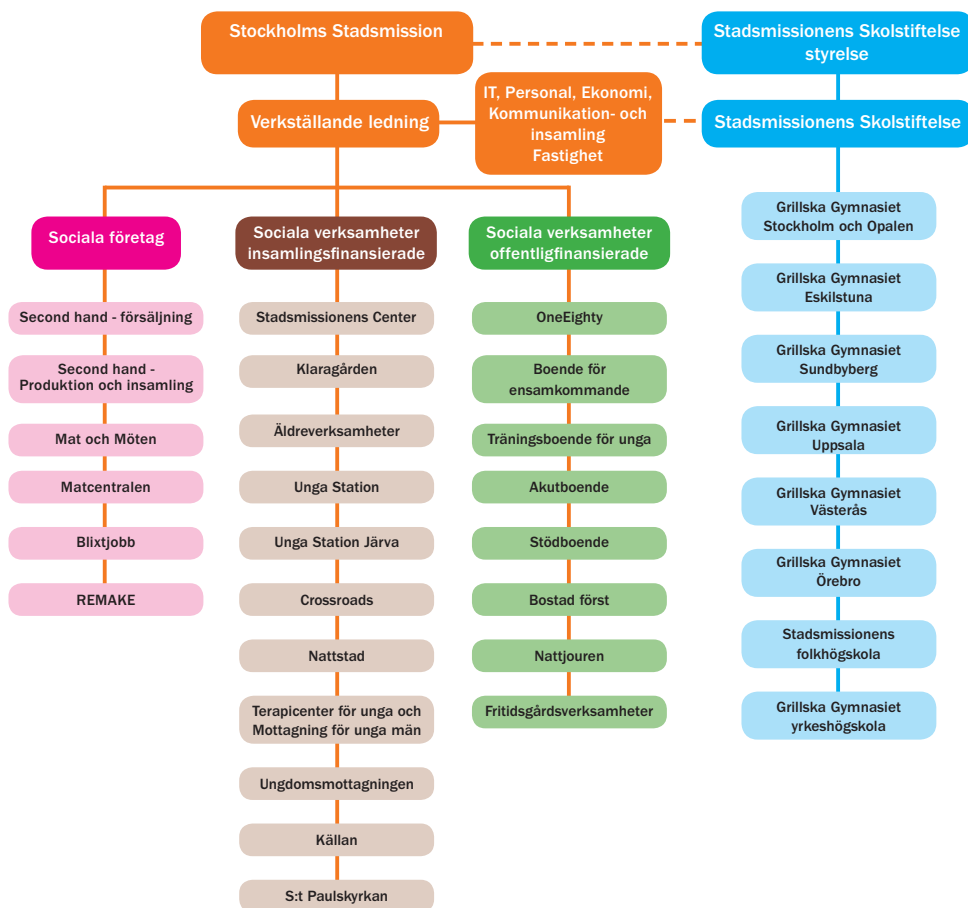 Stockholms Stadsmission
Stadsmissionens Skolstiftelse
styrelse
Verkställande ledning
IT, Personal, Ekonomi,
Kommunikation- och
insamling
Fastighet
Stadsmissionens Skolstiftelse
Sociala företag
Second hand - försäljning
Second hand -
Produktion och insamling
Mat och Möten
Matcentralen
Blixtjobb
REMAKE
Sociala verksamheter
insamlingsfinansierade
Stadsmissionens Center
Klaragården
Äldreverksamheter
Unga Station
Unga Station Järva
Crossroads
Nattstad
Terapicenter för unga och
Mottagning för unga män
Ungdomsmottagningen
Källan
S:t Paulskyrkan
Sociala verksamheter
offentligfinansierade
OneEighty
Boende för
ensamkommande
Träningsboende för unga
Akutboende
Stödboende
Bostad först
Nattjouren
Fritidsgårdsverksamheter
Grillska Gymnasiet
Stockholm och Opalen
Grillska Gymnasiet
Eskilstuna
Grillska Gymnasiet
Sundbyberg
Grillska Gymnasiet
Uppsala
Grillska Gymnasiet
Västerås
Grillska Gymnasiet
Örebro
Stadsmissionens
folkhögskola
Grillska Gymnasiet
yrkeshögskola